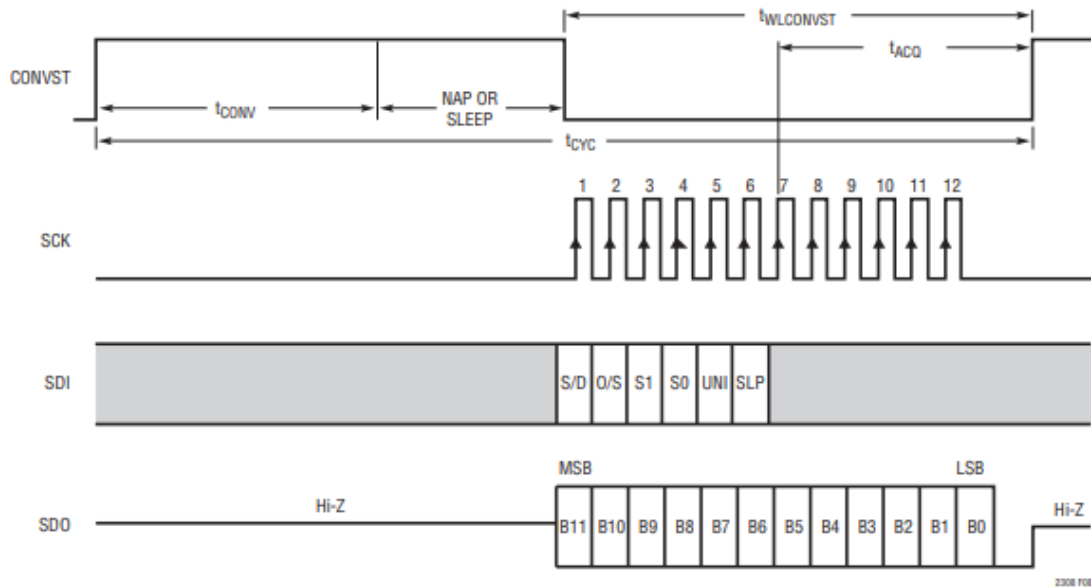 tWLCONVST
tACQ
CONVST
tCONV
NAP OR
SLEEP
tCYC
1 2 3 4 5 6 7 8 9 10 11 12
SCK
SDI
S/D O/S S1 S0 UNI SLP
MSB
LSB
Hi-Z
Hi-Z
SDO
B11 B10 B9 B8 B7 B6 B5 B4 B3 B2 B1 B0
2308 F08